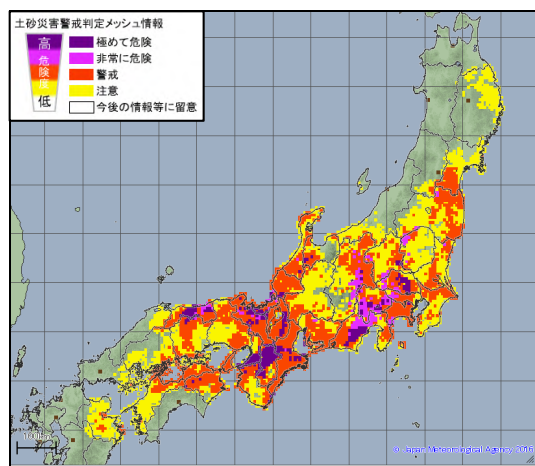 土砂災害警戒判定メッシュ情報
高
危
険
度
低
極めて危険
非常に危険
警戒
注意
今後の情報等に留意
100km
© Japan Meteorological Agency 2016